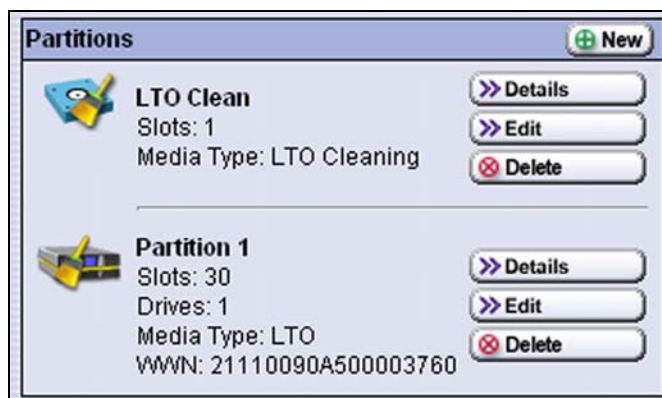 Partitions
New
LTO Clean
Slots: 1
Media Type: LTO Cleaning
Details
Edit
Delete
Partition 1
Slots: 30
Drives: 1
Media Type: LTO
WWN: 21110090A500003760
Details
Edit
Delete